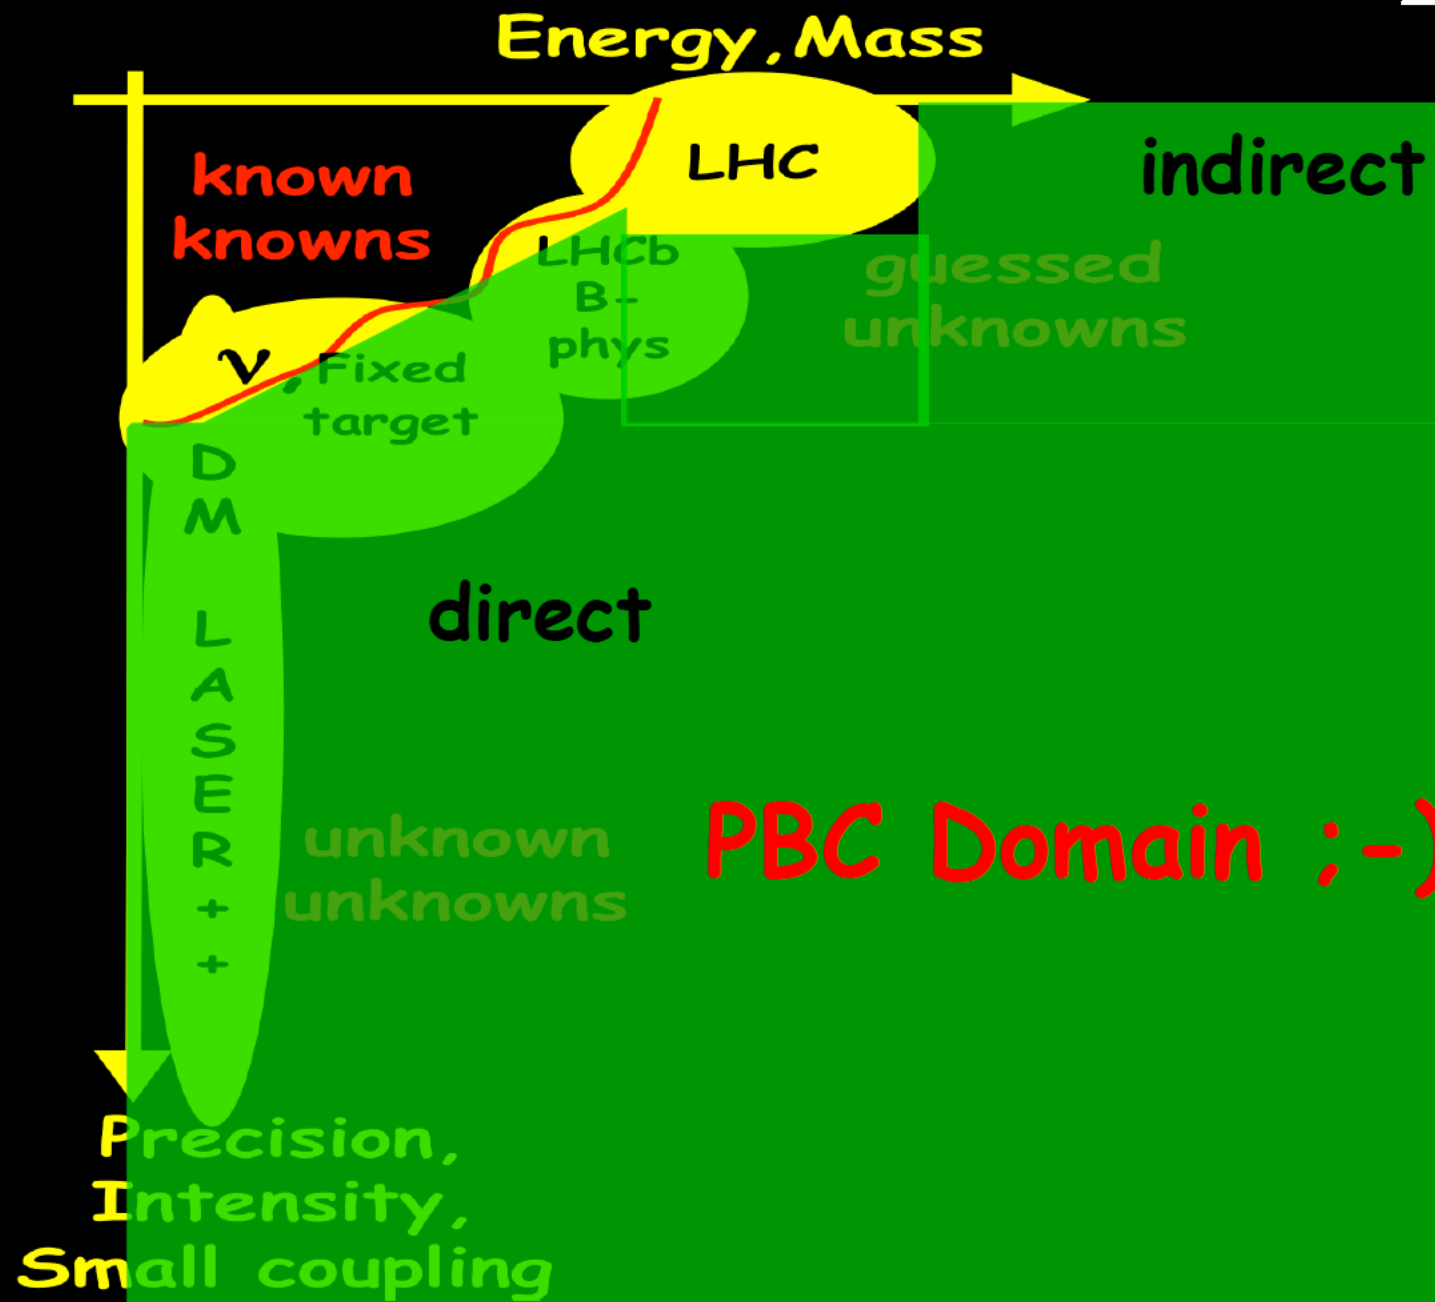 Energy,Mass
LHC
indirect
known
knowns
LHCb
B-
phys
guessed
unknowns
ν,Fixed
target
D
M
L
A
S
E
R
+
+
direct
unknown
unknowns
PBC Domain ;-)
Precision,
Intensity,
Small coupling